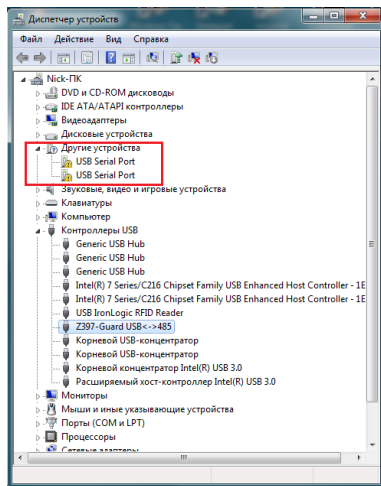 Диспетчер устройств
Файл Действие Вид Справка
Nick-ПК
DVD и CD-ROM дисководы
IDE ATA/ATAPI контроллеры
Видеоадаптеры
Дисковые устройства
Другие устройства
USB Serial Port
USB Serial Port
Звуковые, видео и игровые устройства
Клавиатуры
Компьютер
Контроллеры USB
Generic USB Hub
Generic USB Hub
Generic USB Hub
Intel(R) 7 Series/C216 Chipset Family USB Enhanced Host Controller - 1E
Intel(R) 7 Series/C216 Chipset Family USB Enhanced Host Controller - 1E
USB IronLogic RFID Reader
Z397-Guard USB<->485
Корневой USB-концентратор
Корневой USB-концентратор
Корневой концентратор Intel(R) USB 3.0
Расширяемый хост-контроллер Intel(R) USB 3.0
Мониторы
Мыши и иные указывающие устройства
Порты (COM и LPT)
Процессоры
Сетевые адаптеры